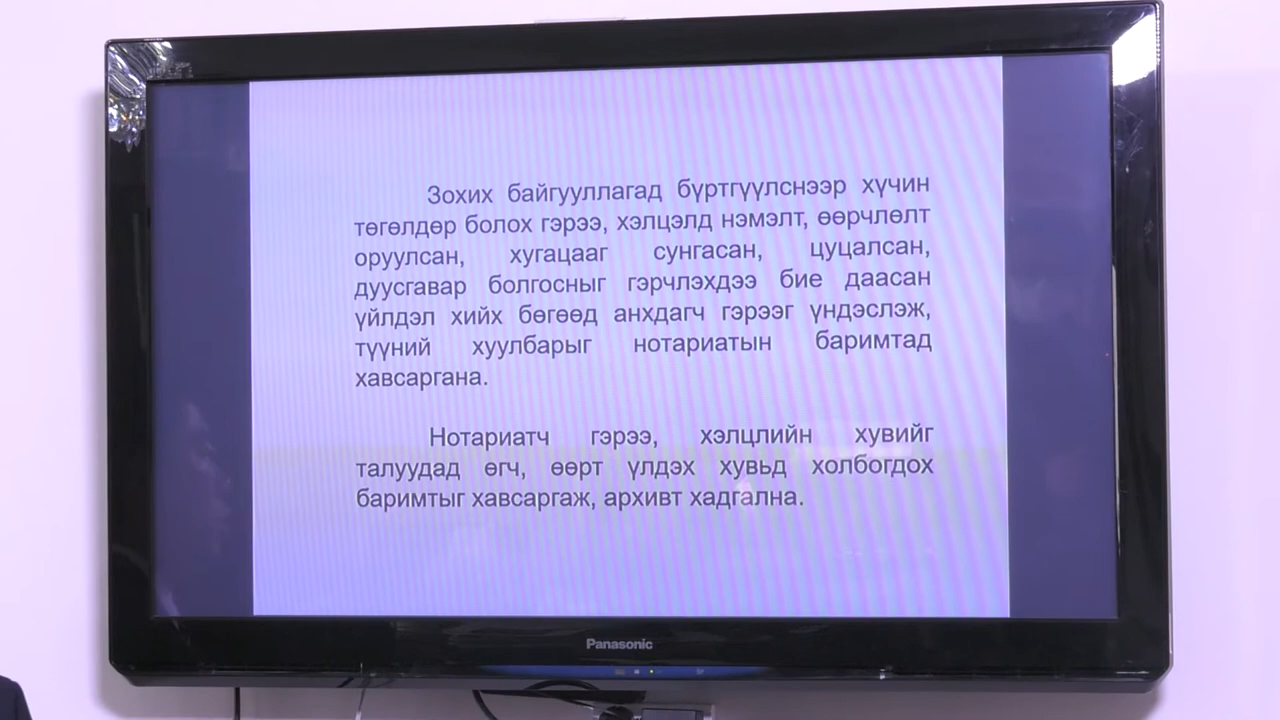 Зохих байгууллагад бүртгүүлснээр хүчин
төгөлдөр болох гэрээ, хэлцэлд нэмэлт, өөрчлөлт
оруулсан, хугацааг сунгасан, цуцалсан,
дуусгавар болгосныг гэрчлэхдээ бие даасан
үйлдэл хийх бөгөөд анхдагч гэрээг үндэслэж,
түүний хуулбарыг нотариатын баримтад
хавсаргана.
Нотариатч гэрээ, хэлцлийн хувийг
талуудад өгч, өөрт үлдэх хувьд холбогдох
баримтыг хавсаргаж, архивт хадгална.
Panasonic